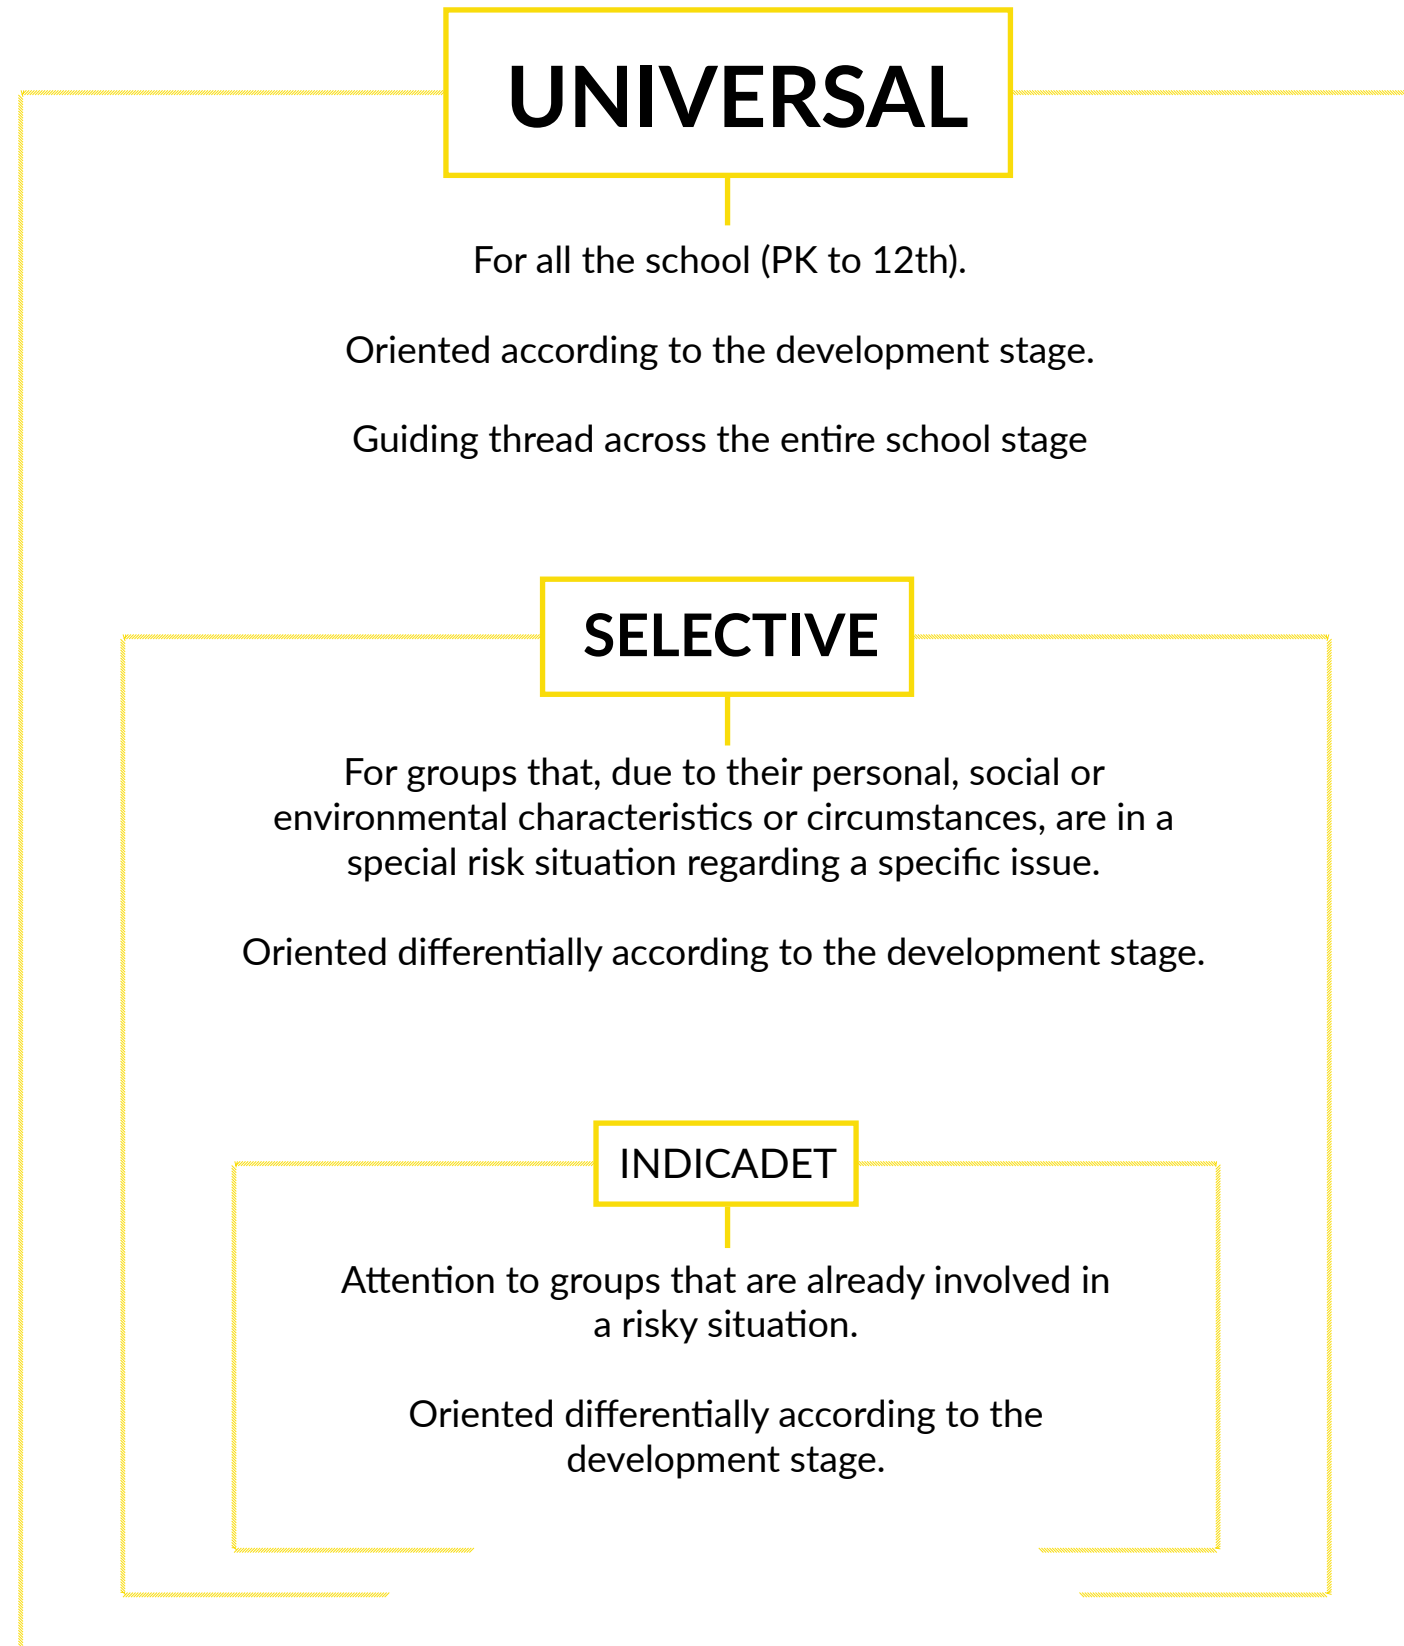 UNIVERSAL
For all the school (PK to 12th).
Oriented according to the development stage.
Guiding thread across the entire school stage
SELECTIVE
For groups that, due to their personal, social or
environmental characteristics or circumstances, are in a
special risk situation regarding a specific issue.
Oriented differentially according to the development stage.
INDICADET
Attention to groups that are already involved in
a risky situation.
Oriented differentially according to the
development stage.